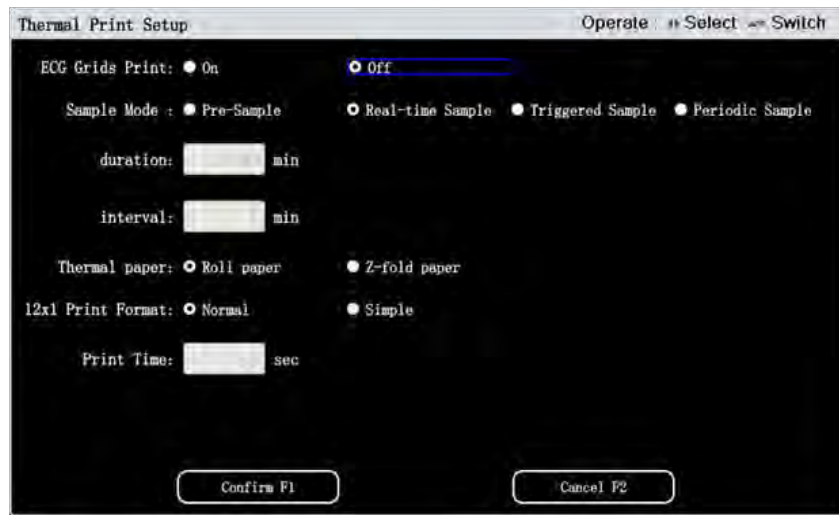 Thermal Print Setup Operate Select Switch
ECG Grids Print: On Off
Sample Mode : Pre-Sample Real-time Sample Triggered Sample Periodic Sample
duration: min
interval: min
Thermal paper: Roll paper Z-fold paper
12x1 Print Format: Normal Simple
Print Time: sec
Confirm F1 Cancel F2